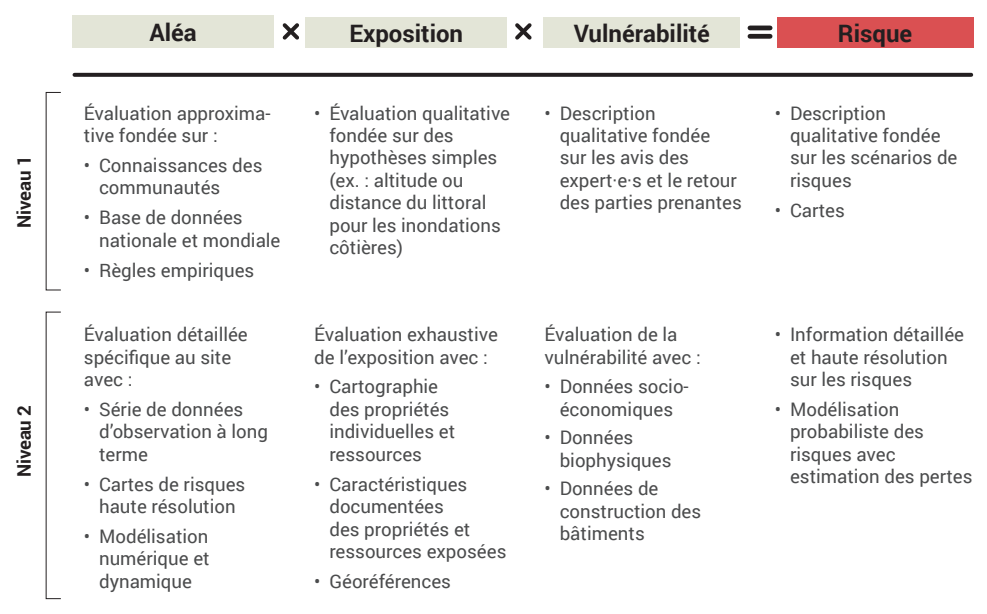 Aléa × Exposition × Vulnérabilité = Risque
Niveau 1
Évaluation approxima-
tive fondée sur :
• Connaissances des
communautés
• Base de données
nationale et mondiale
• Règles empiriques
• Évaluation qualitative
fondée sur des
hypothèses simples
(ex. : altitude ou
distance du littoral
pour les inondations
côtières)
• Description
qualitative fondée
sur les avis des
expert·e·s et le retour
des parties prenantes
• Description
qualitative fondée
sur les scénarios de
risques
• Cartes
Niveau 2
Évaluation détaillée
spécifique au site
avec :
• Série de données
d'observation à long
terme
• Cartes de risques
haute résolution
• Modélisation
numérique et
dynamique
Évaluation exhaustive
de l'exposition avec :
• Cartographie
des propriétés
individuelles et
ressources
• Caractéristiques
documentées
des propriétés et
ressources exposées
• Géoréférences
Évaluation de la
vulnérabilité avec :
• Données socio-
économiques
• Données
biophysiques
• Données de
construction des
bâtiments
• Information détaillée
et haute résolution
sur les risques
• Modélisation
probabiliste des
risques avec
estimation des pertes